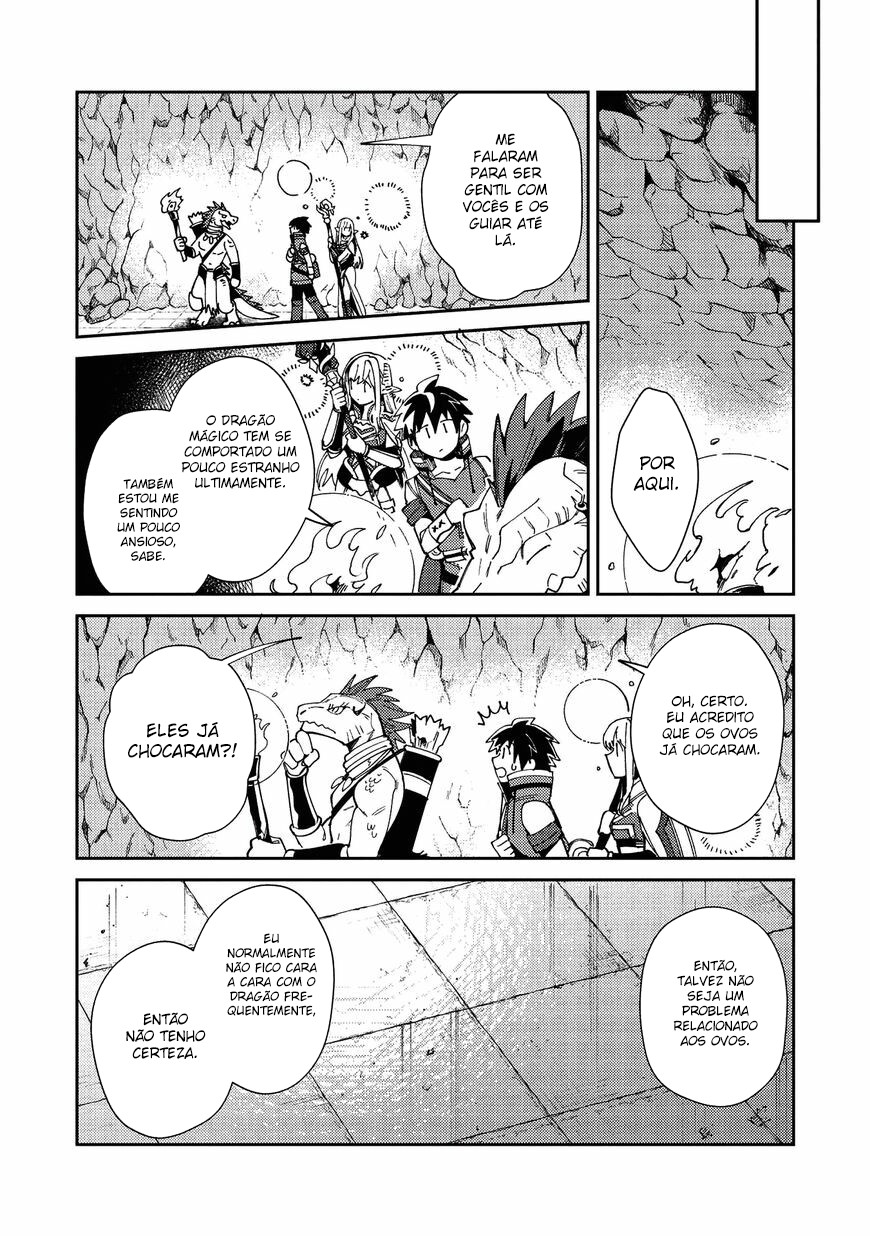 POR
AQUI.
ME
FALARAM
PARA SER
GENTIL COM
VOCÊS E OS
GUIAR ATÉ
LÁ.
O DRAGÃO
MÁGICO TEM SE
COMPORTADO UM
POUCO ESTRANHO
ULTIMAMENTE.
TAMBÉM
ESTOU ME
SENTINDO
UM POUCO
ANSIOSO,
SABE.
OH, CERTO.
EU ACREDITO
QUE OS OVOS
JÁ CHOCARAM.
ELES JÁ
CHOCARAM?!
ENTÃO,
TALVEZ NÃO
SEJA UM
PROBLEMA
RELACIONADO
AOS OVOS.
EU
NORMALMENTE
NÃO FICO CARA
A CARA COM O
DRAGÃO FRE-
QUENTEMENTE,
ENTÃO
NÃO TENHO
CERTEZA.